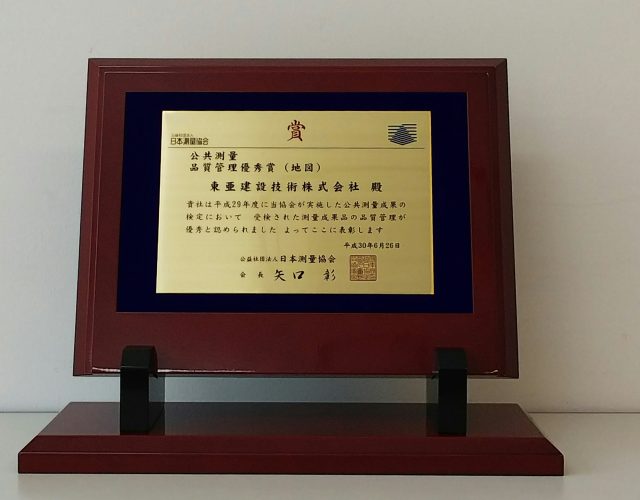 賞
公益社団法人
日本測量協会
公共測量
品質管理優秀賞（地図）
東亜建設技術株式会社 殿
貴社は平成29年度に当協会が実施した公共測量成果の
検定において 受検された測量成果品の品質管理が
優秀と認められました よってここに表彰します
平成30年6月26日
公益社団法人日本測量協会
会長 矢口 彰